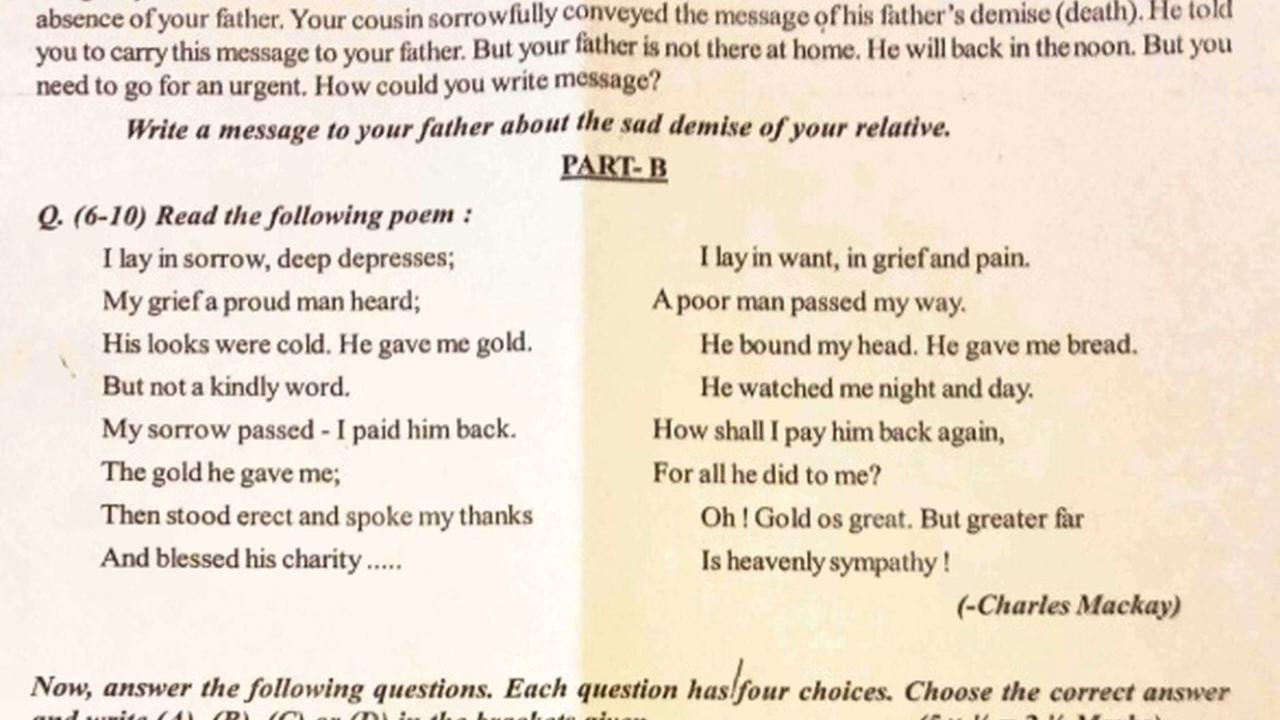 absence of your father. Your cousin sorrowfully conveyed the message of his father's demise (death). He told
you to carry this message to your father. But your father is not there at home. He will back in the noon. But you
need to go for an urgent. How could you write message?
Write a message to your father about the sad demise of your relative.
PART- B
Q. (6-10) Read the following poem :
I lay in sorrow, deep depresses;
My grief a proud man heard;
His looks were cold. He gave me gold.
But not a kindly word.
My sorrow passed - I paid him back.
The gold he gave me;
Then stood erect and spoke my thanks
And blessed his charity .....
I lay in want, in grief and pain.
A poor man passed my way.
He bound my head. He gave me bread.
He watched me night and day.
How shall I pay him back again,
For all he did to me?
Oh ! Gold os great. But greater far
Is heavenly sympathy !
(-Charles Mackay)
Now, answer the following questions. Each question has four choices. Choose the correct answer
and write (A), (B), (C) or (D) in the brackets given